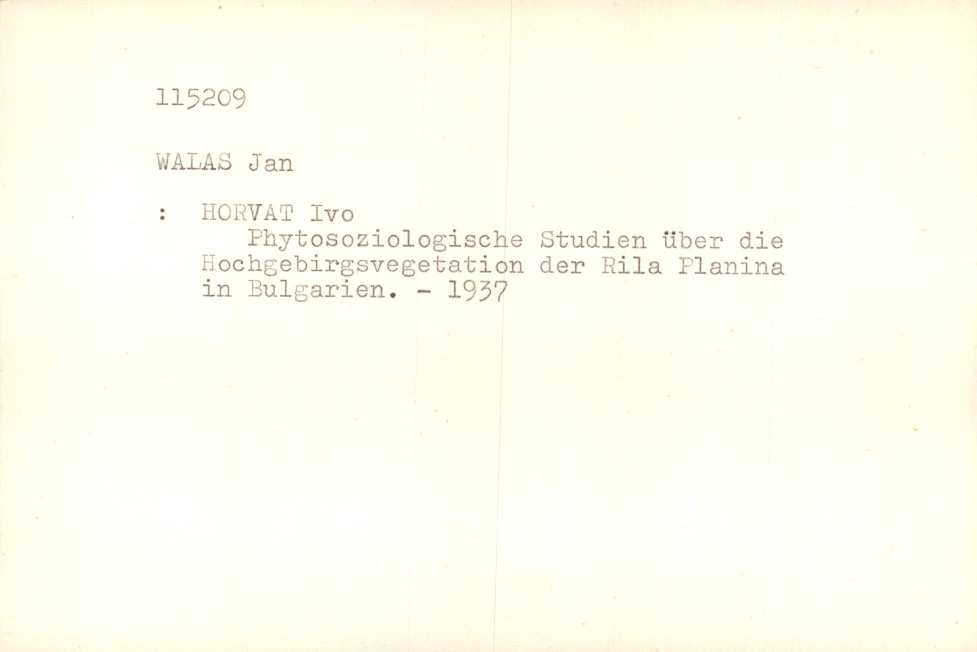 115209
WALAS Jan
: HORVAT Ivo
Phytosoziologische Studien über die
Hochgebirgsvegetation der Rila Planina
in Bulgarien. - 1937